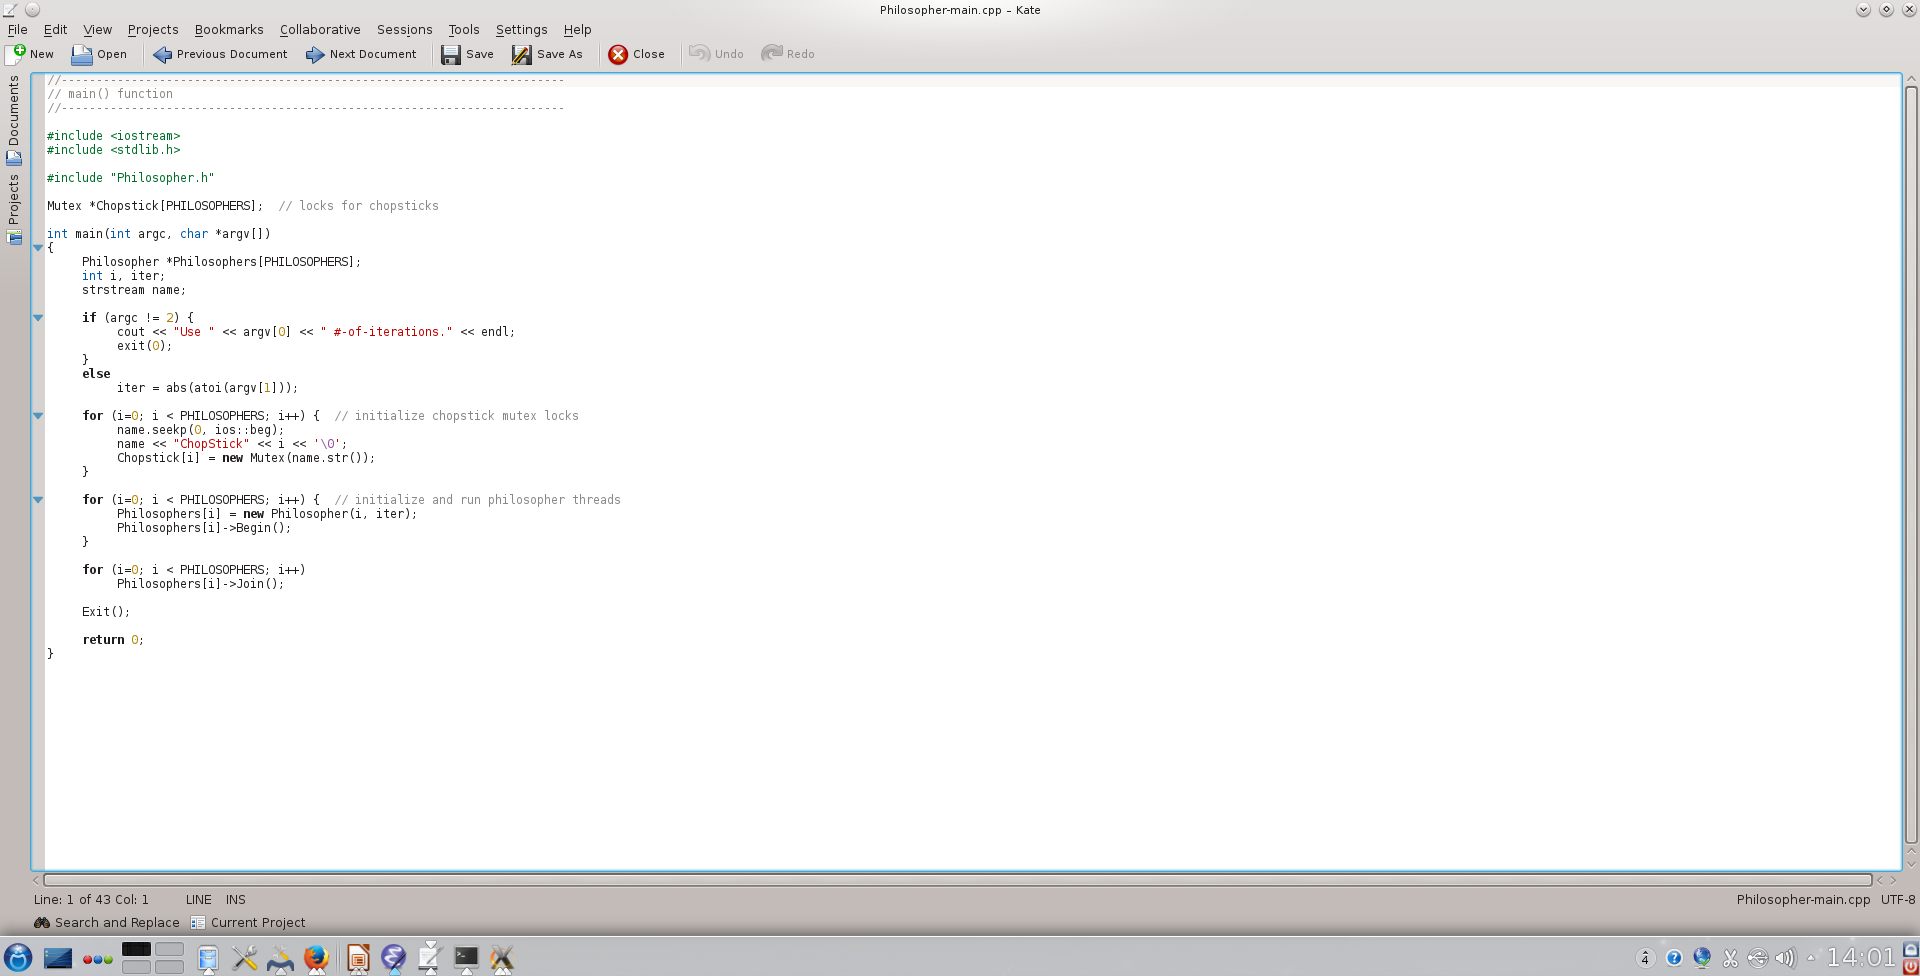 Philosopher-main.cpp – Kate
File Edit View Projects Bookmarks Collaborative Sessions Tools Settings Help
New Open Previous Document Next Document Save Save As Close Undo Redo
Documents
Projects
//------------------------------------------------------------------------
// main() function
//------------------------------------------------------------------------
#include <iostream>
#include <stdlib.h>
#include "Philosopher.h"
Mutex *Chopstick[PHILOSOPHERS];  // locks for chopsticks
int main(int argc, char *argv[])
{
     Philosopher *Philosophers[PHILOSOPHERS];
     int i, iter;
     strstream name;
     if (argc != 2) {
          cout << "Use " << argv[0] << " #-of-iterations." << endl;
          exit(0);
     }
     else
          iter = abs(atoi(argv[1]));
     for (i=0; i < PHILOSOPHERS; i++) {  // initialize chopstick mutex locks
          name.seekp(0, ios::beg);
          name << "ChopStick" << i << '\0';
          Chopstick[i] = new Mutex(name.str());
     }
     for (i=0; i < PHILOSOPHERS; i++) {  // initialize and run philosopher threads
          Philosophers[i] = new Philosopher(i, iter);
          Philosophers[i]->Begin();
     }
     for (i=0; i < PHILOSOPHERS; i++)
          Philosophers[i]->Join();
     Exit();
     return 0;
}
Line: 1 of 43 Col: 1 LINE INS Philosopher-main.cpp UTF-8
Search and Replace Current Project
4 14:01